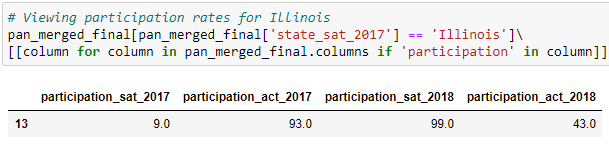 # Viewing participation rates for Illinois
pan_merged_final[pan_merged_final['state_sat_2017'] == 'Illinois']\
[[column for column in pan_merged_final.columns if 'participation' in column]]
participation_sat_2017 participation_act_2017 participation_sat_2018 participation_act_2018
13 9.0 93.0 99.0 43.0